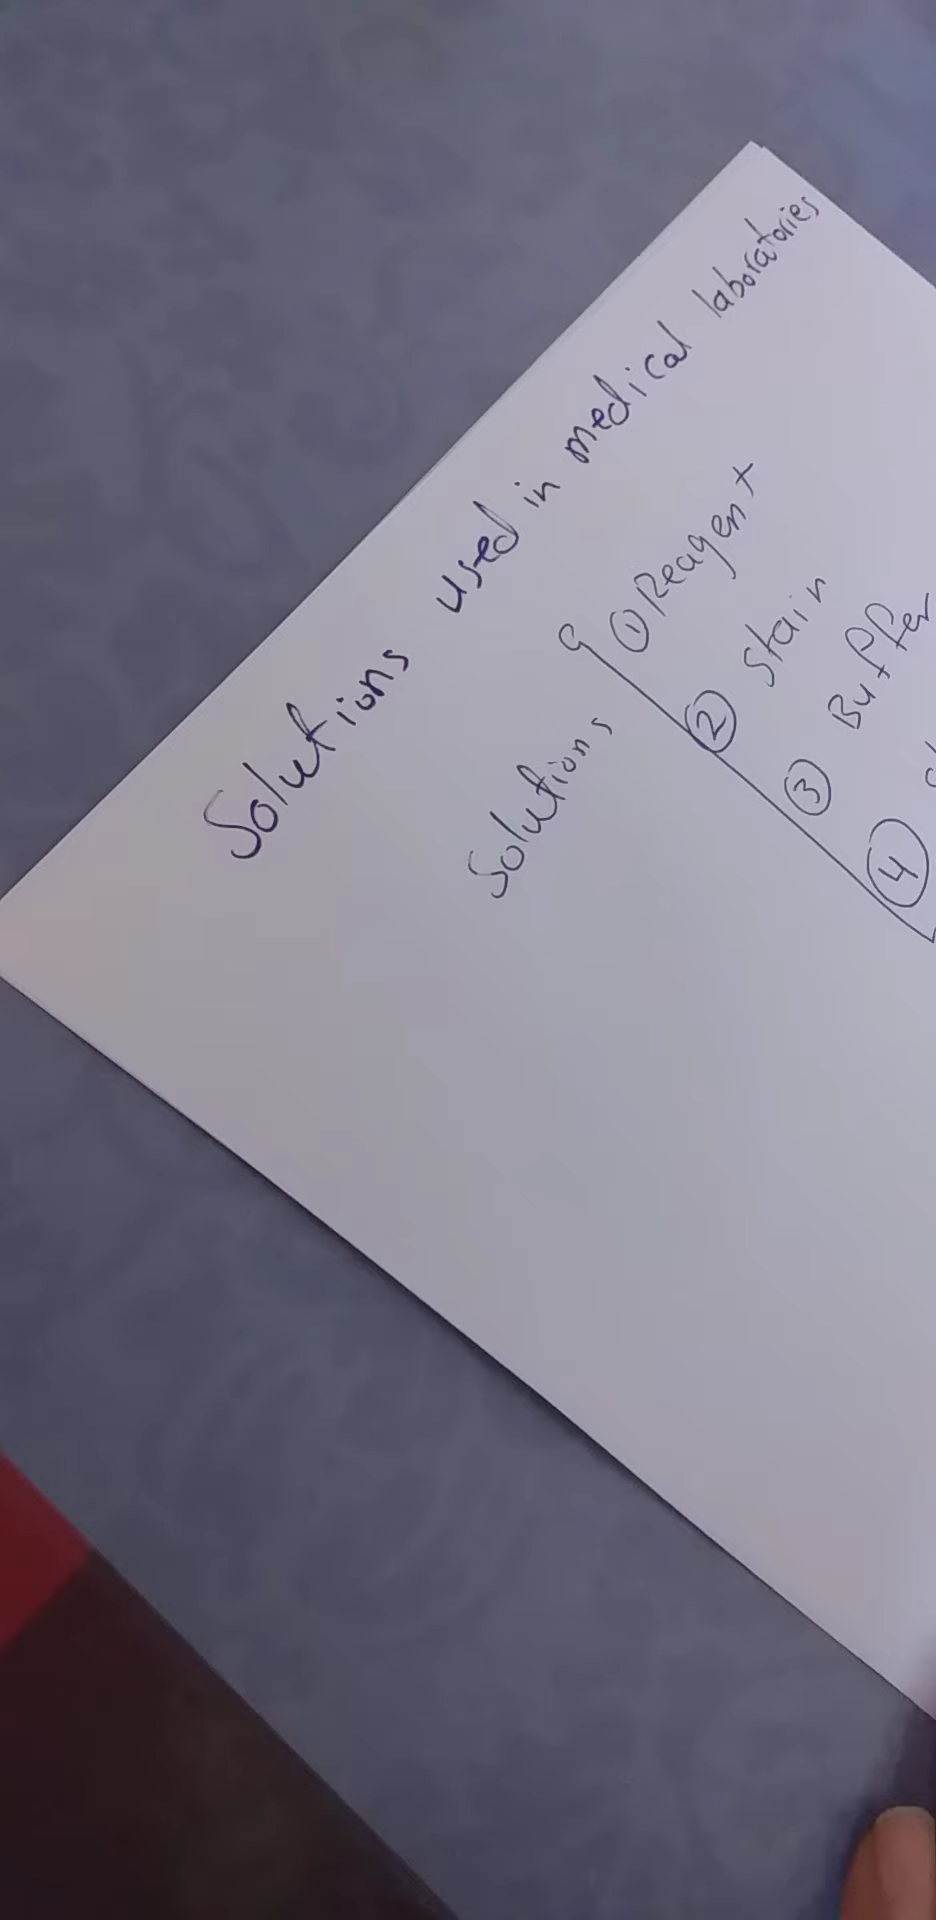 Solutions used in medical laboratories
Solutions
① Reagent
② Stain
③ Buffer
④